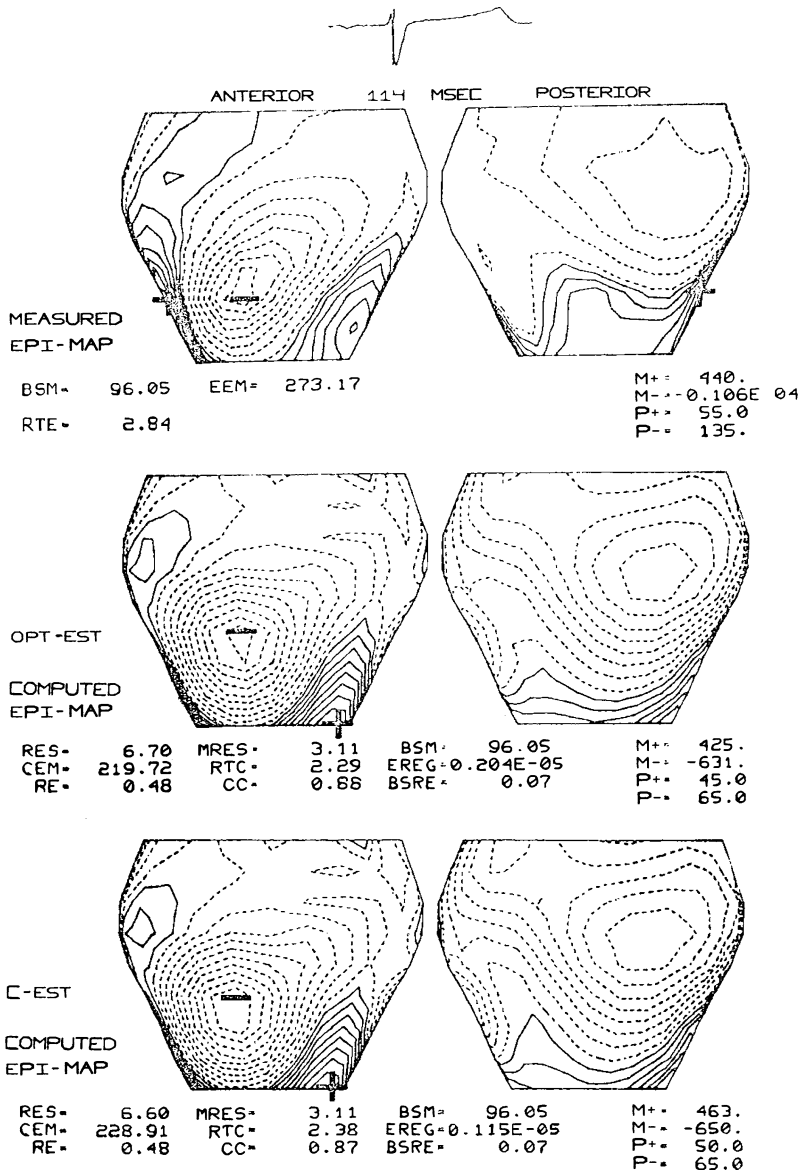 ANTERIOR 114 MSEC POSTERIOR
MEASURED
EPI-MAP
BSM= 96.05 EEM= 273.17 M+= 440.
M-=-0.106E 04
RTE= 2.84 P+= 55.0
P-= 135.
OPT-EST
COMPUTED
EPI-MAP
RES= 6.70 MRES= 3.11 BSM= 96.05 M+= 425.
CEM= 219.72 RTC= 2.29 EREG=0.204E-05 M-= -631.
RE= 0.48 CC= 0.88 BSRE= 0.07 P+= 45.0
P-= 65.0
C-EST
COMPUTED
EPI-MAP
RES= 6.60 MRES= 3.11 BSM= 96.05 M+= 463.
CEM= 228.91 RTC= 2.38 EREG=0.115E-05 M-= -650.
RE= 0.48 CC= 0.87 BSRE= 0.07 P+= 50.0
P-= 65.0